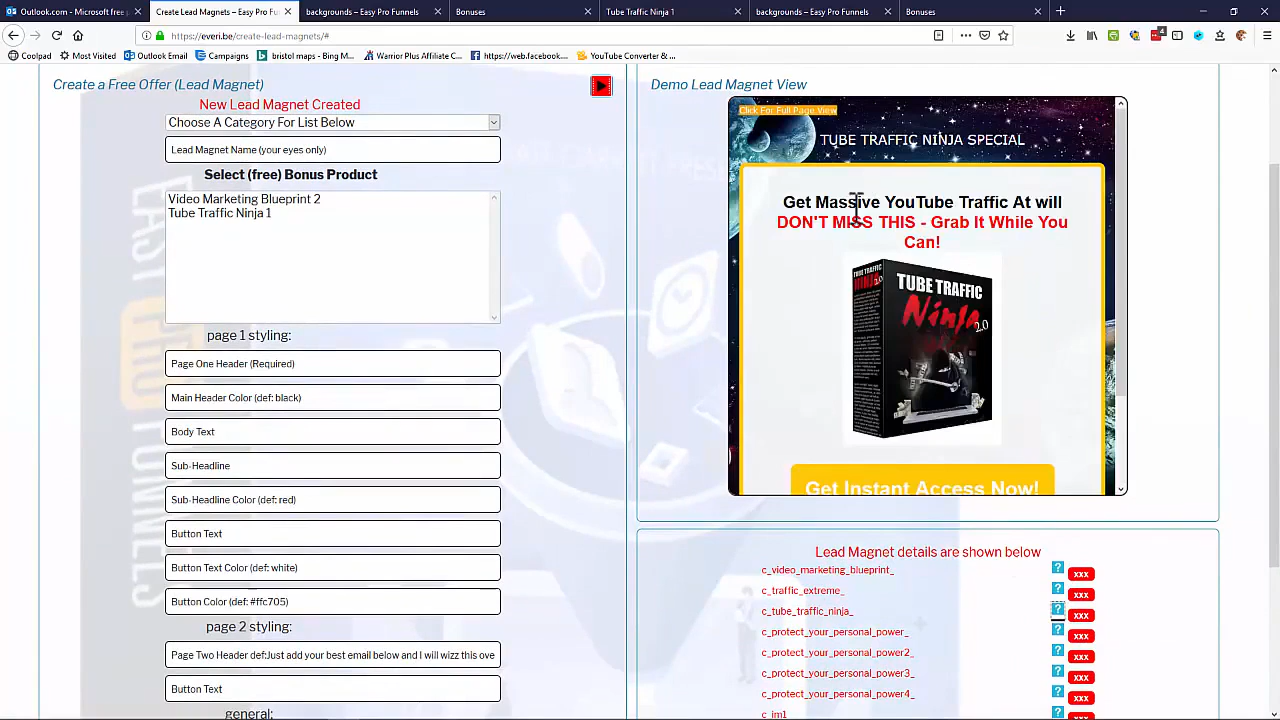 Outlook.com - Microsoft free p
Create Lead Magnets – Easy Pro Fu
backgrounds – Easy Pro Funnels
Bonuses
Tube Traffic Ninja 1
backgrounds – Easy Pro Funnels
Bonuses
https://everi.be/create-lead-magnets/#
4
Coolpad
Most Visited
Outlook Email
Campaigns
bristol maps - Bing M...
Warrior Plus Affiliate C...
https://web.facebook...
YouTube Converter & ...
Create a Free Offer (Lead Magnet)
New Lead Magnet Created
Choose A Category For List Below
Lead Magnet Name (your eyes only)
Select (free) Bonus Product
Video Marketing Blueprint 2
Tube Traffic Ninja 1
page 1 styling:
Page One Header(Required)
Main Header Color (def: black)
Body Text
Sub-Headline
Sub-Headline Color (def: red)
Button Text
Button Text Color (def: white)
Button Color (def: #ffc705)
page 2 styling:
Page Two Header def:Just add your best email below and I will wizz this ove
Button Text
general:
Demo Lead Magnet View
Click For Full Page View
TUBE TRAFFIC NINJA SPECIAL
Get Massive YouTube Traffic At will
DON'T MISS THIS - Grab It While You
Can!
TUBE TRAFFIC
Ninja
2.0
Get Instant Access Now!
Lead Magnet details are shown below
c_video_marketing_blueprint_ ? xxx
c_traffic_extreme_ ? xxx
c_tube_traffic_ninja_ ? xxx
c_protect_your_personal_power_ ? xxx
c_protect_your_personal_power2_ ? xxx
c_protect_your_personal_power3_ ? xxx
c_protect_your_personal_power4_ ? xxx
c_im1 ? xxx